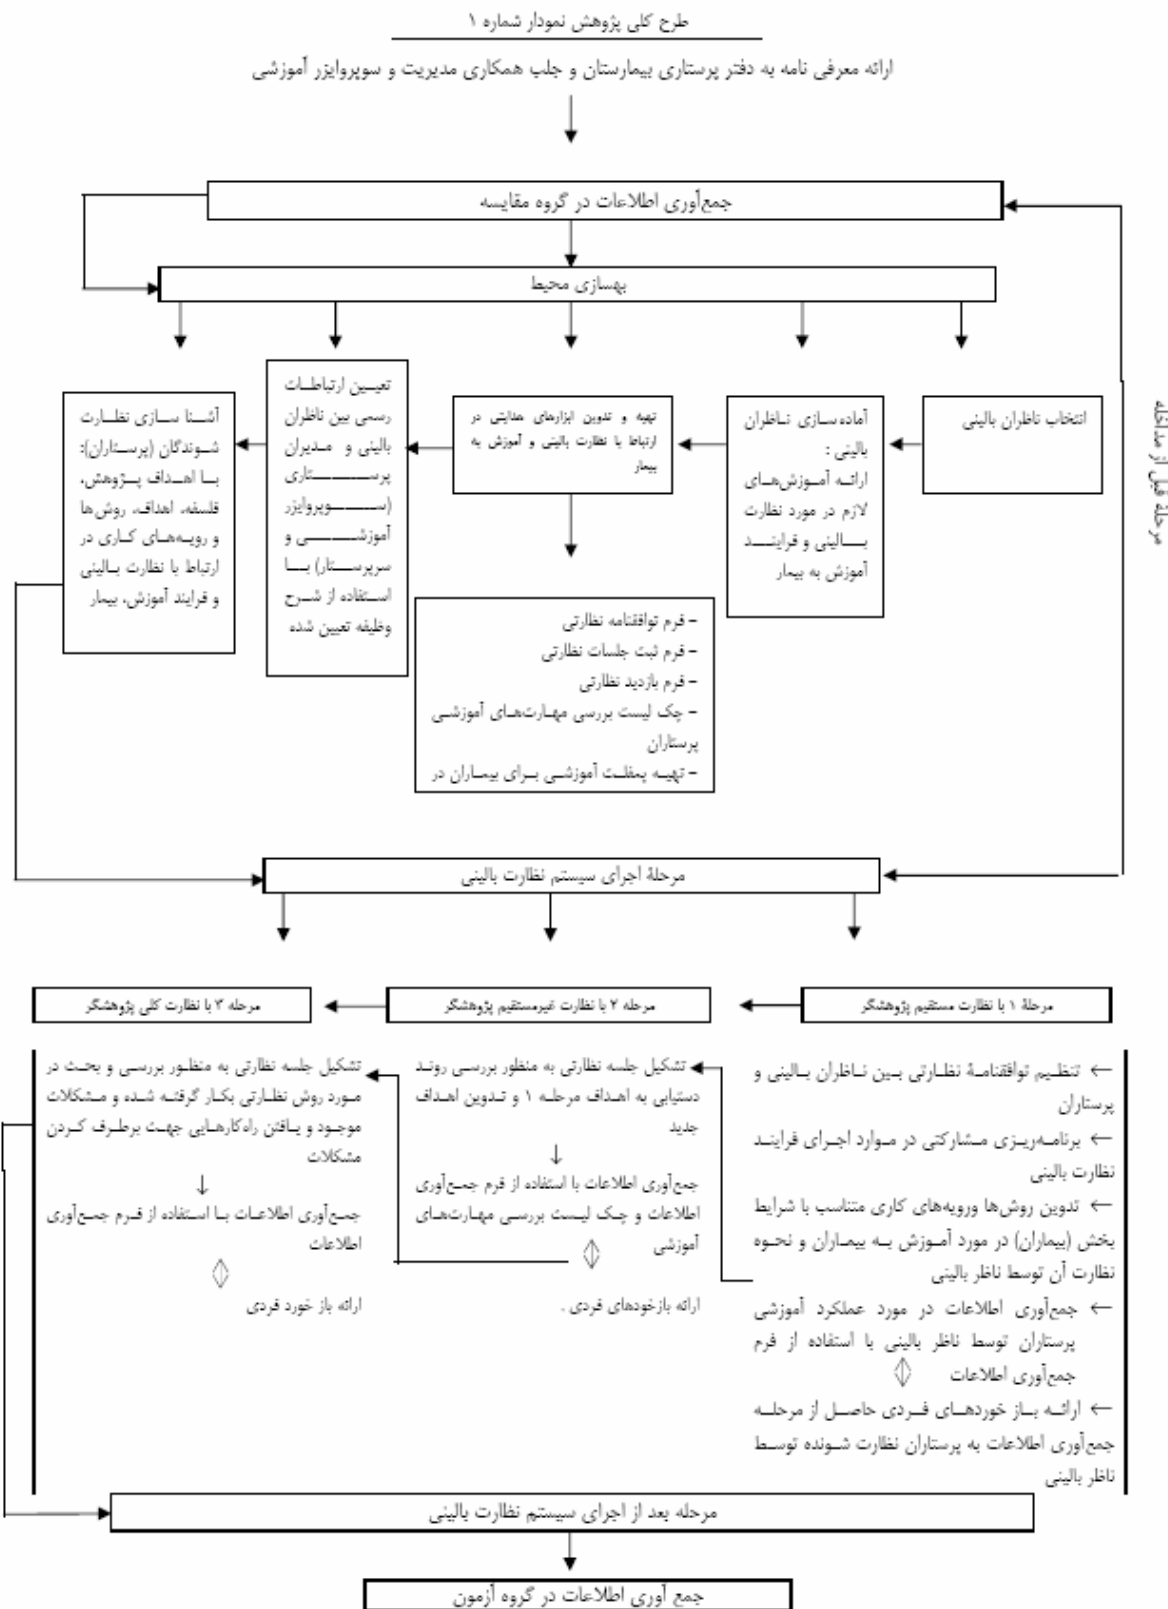 طرح کلی پژوهش نمودار شماره ۱
ارائه معرفی نامه به دفتر پرستاری بیمارستان و جلب همکاری مدیریت و سوپروایزر آموزشی
جمع‌آوری اطلاعات در گروه مقایسه
بهسازی محیط
مرحلهٔ قبل از مداخله
انتخاب ناظران بالینی
آماده‌سازی ناظران
بالینی :
ارائه آموزش‌های
لازم در مورد نظارت
بالینی و فرایند
آموزش به بیمار
تهیه و تدوین ابزارهای هدایتی در
ارتباط با نظارت بالینی و آموزش به
بیمار
تعیین ارتباطات
رسمی بین ناظران
بالینی و مدیران
پرستاری
(سوپروایزر
آموزشی و
سرپرستار) با
استفاده از شرح
وظیفه تعیین شده
آشنا سازی نظارت
شوندگان (پرستاران):
با اهداف پژوهش،
فلسفه، اهداف، روش‌ها
و رویه‌های کاری در
ارتباط با نظارت بالینی
و فرایند آموزش، بیمار
- فرم توافقنامه نظارتی
- فرم ثبت جلسات نظارتی
- فرم بازدید نظارتی
- چک لیست بررسی مهارت‌های آموزشی
پرستاران
- تهیه پمفلت آموزشی برای بیماران در
مرحلهٔ اجرای سیستم نظارت بالینی
مرحلهٔ ۱ با نظارت مستقیم پژوهشگر
← تنظیم توافقنامهٔ نظارتی بین ناظران بالینی و
پرستاران
← برنامه‌ریزی مشارکتی در موارد اجرای فرایند
نظارت بالینی
← تدوین روش‌ها ورویه‌های کاری متناسب با شرایط
بخش (بیماران) در مورد آموزش به بیماران و نحوه
نظارت آن توسط ناظر بالینی
← جمع‌آوری اطلاعات در مورد عملکرد آموزشی
پرستاران توسط ناظر بالینی با استفاده از فرم
جمع‌آوری اطلاعات
← ارائه باز خوردهای فردی حاصل از مرحله
جمع‌آوری اطلاعات به پرستاران نظارت شونده توسط
ناظر بالینی
مرحله ۲ با نظارت غیرمستقیم پژوهشگر
تشکیل جلسه نظارتی به منظور بررسی روند
دستیابی به اهداف مرحله ۱ و تدوین اهداف
جدید
↓
جمع‌آوری اطلاعات با استفاده از فرم جمع‌آوری
اطلاعات و چک لیست بررسی مهارت‌های
آموزشی
ارائه بازخودهای فردی .
مرحله ۳ با نظارت کلی پژوهشگر
تشکیل جلسه نظارتی به منظور بررسی و بحث در
مورد روش نظارتی بکار گرفته شده و مشکلات
موجود و یافتن راه‌کارهایی جهت برطرف کردن
مشکلات
↓
جمع‌آوری اطلاعات با استفاده از فرم جمع‌آوری
اطلاعات
ارائه باز خورد فردی
مرحله بعد از اجرای سیستم نظارت بالینی
جمع آوری اطلاعات در گروه آزمون